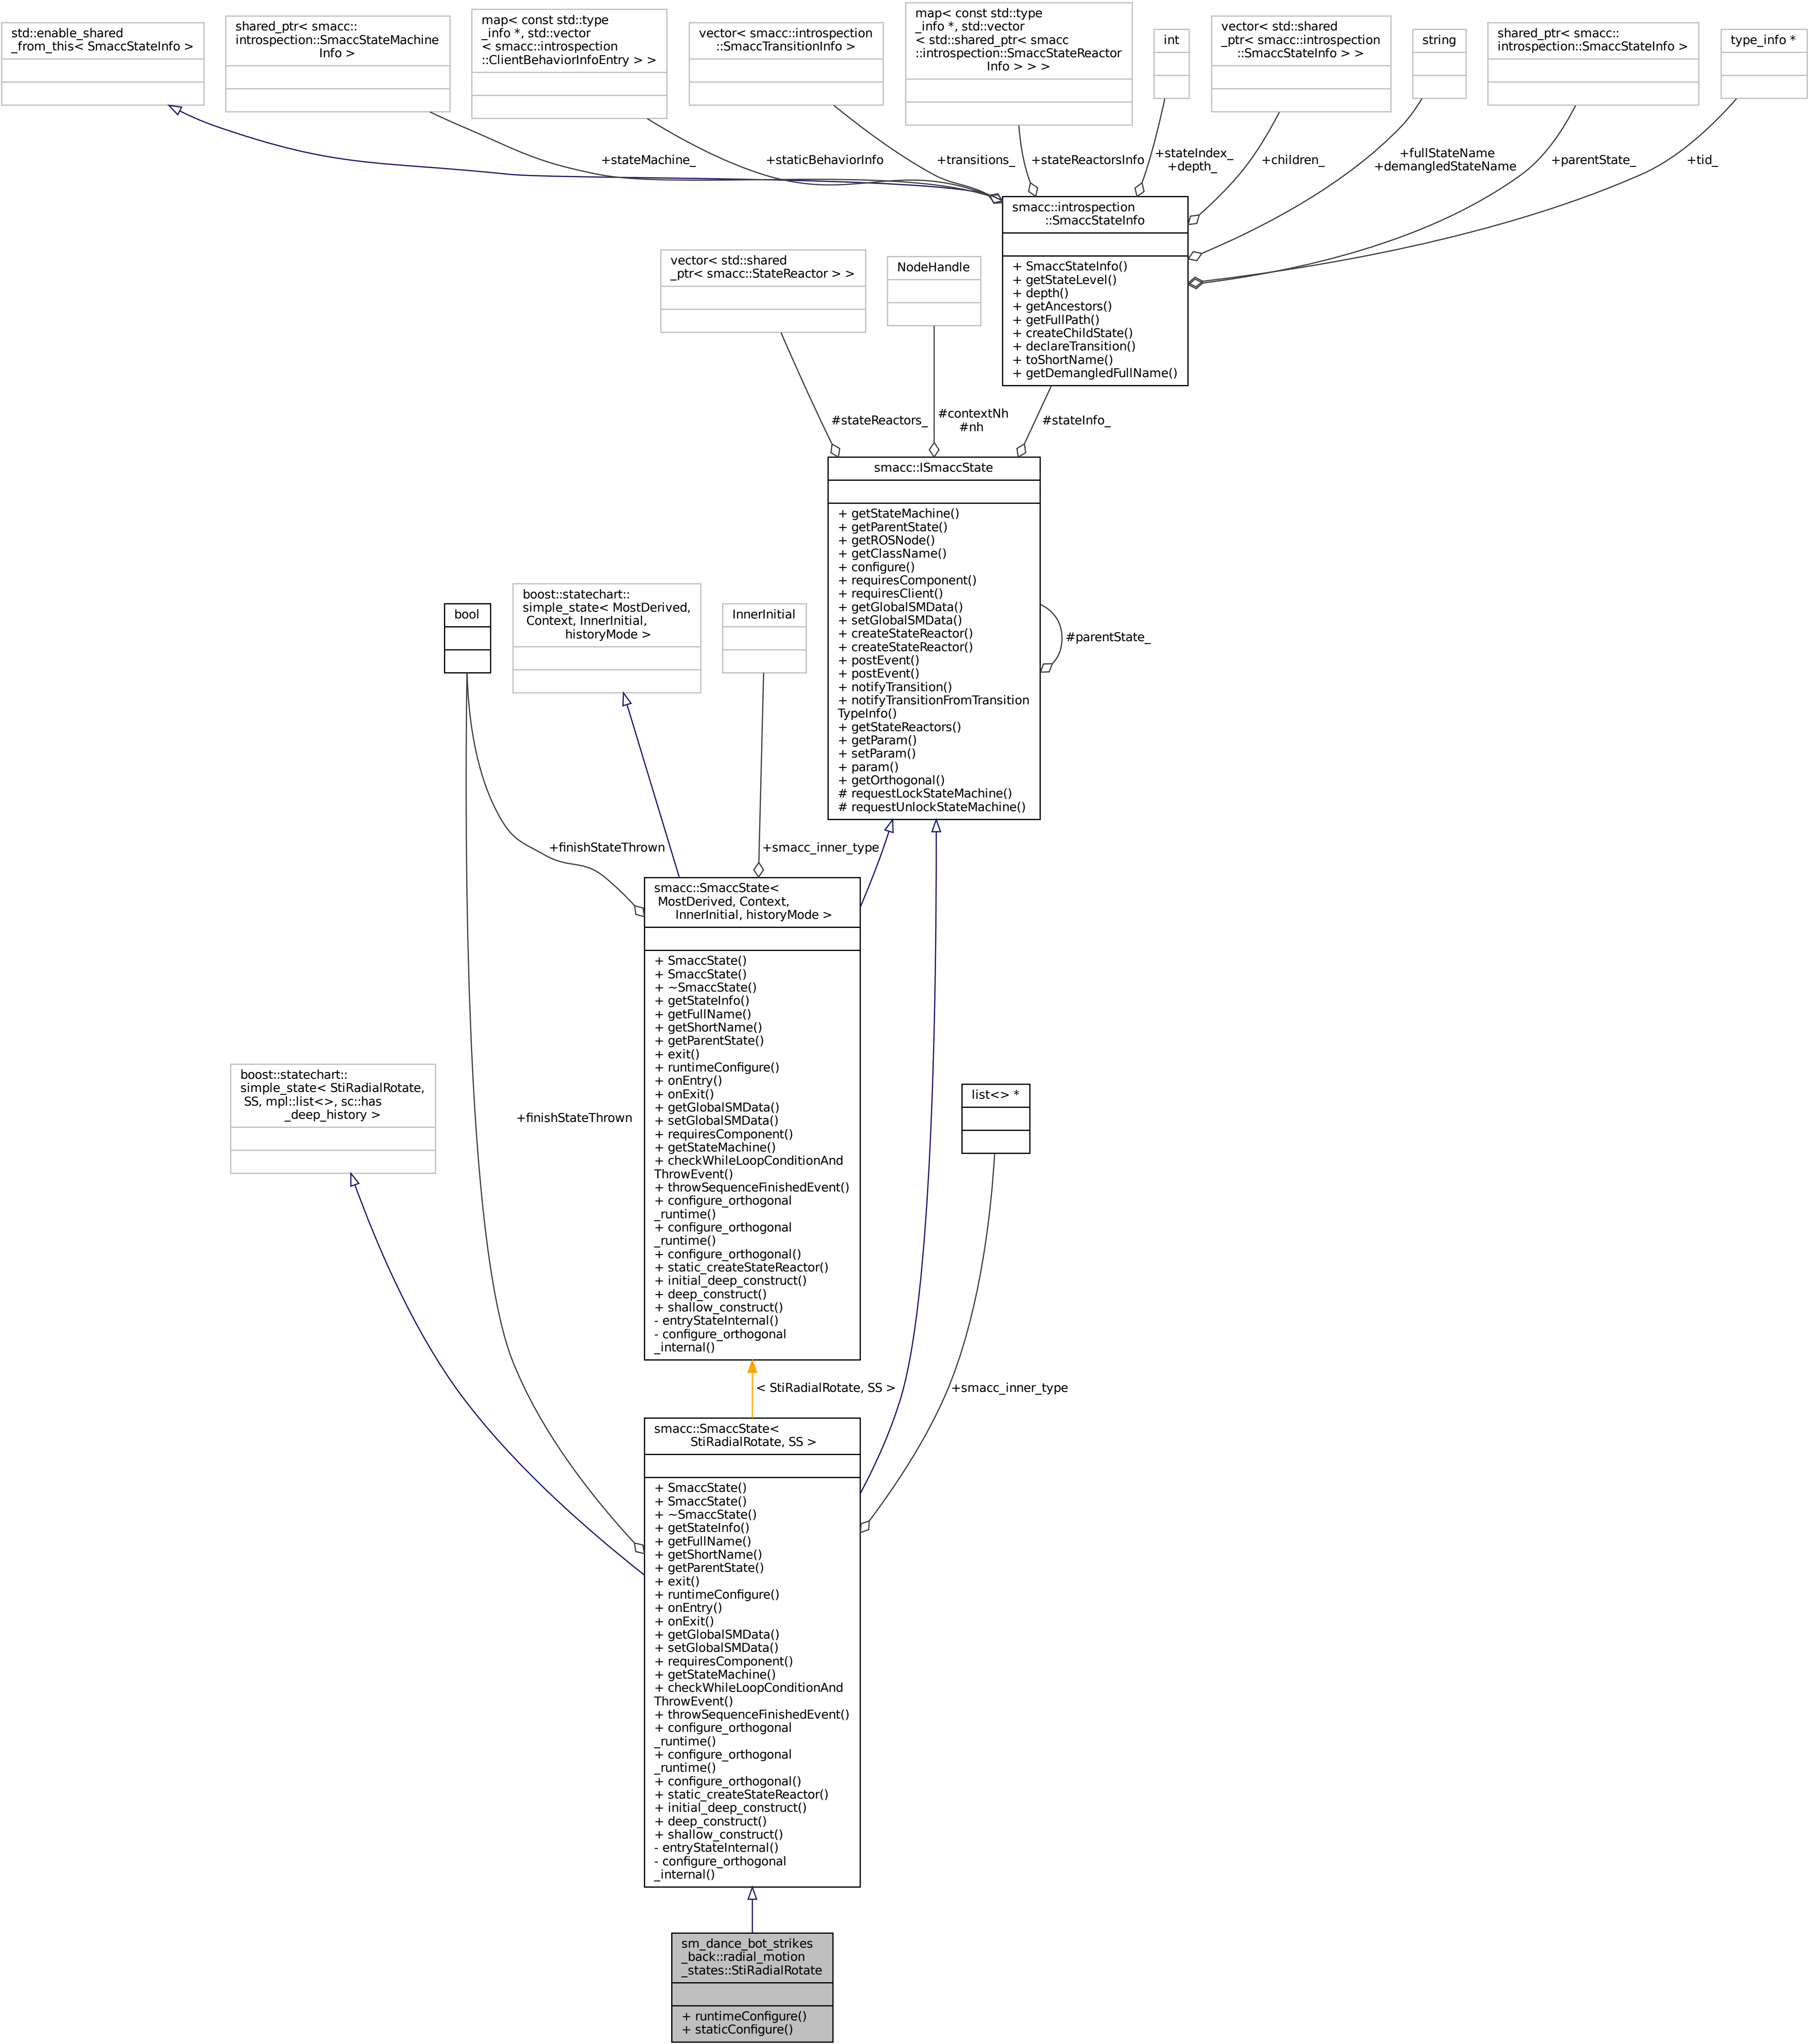 std::enable_shared
_from_this< SmaccStateInfo >
shared_ptr< smacc::
introspection::SmaccStateMachine
Info >
map< const std::type
_info *, std::vector
< smacc::introspection
::ClientBehaviorInfoEntry > >
vector< smacc::introspection
::SmaccTransitionInfo >
map< const std::type
_info *, std::vector
< std::shared_ptr< smacc
::introspection::SmaccStateReactor
Info > > >
int
vector< std::shared
_ptr< smacc::introspection
::SmaccStateInfo > >
string
shared_ptr< smacc::
introspection::SmaccStateInfo >
type_info *
+stateMachine_
+staticBehaviorInfo
+transitions_
+stateReactorsInfo
+stateIndex_
+depth_
+children_
+fullStateName
+demangledStateName
+parentState_
+tid_
smacc::introspection
::SmaccStateInfo
+ SmaccStateInfo()
+ getStateLevel()
+ depth()
+ getAncestors()
+ getFullPath()
+ createChildState()
+ declareTransition()
+ toShortName()
+ getDemangledFullName()
vector< std::shared
_ptr< smacc::StateReactor > >
NodeHandle
#stateReactors_
#contextNh
#nh
#stateInfo_
smacc::ISmaccState
+ getStateMachine()
+ getParentState()
+ getROSNode()
+ getClassName()
+ configure()
+ requiresComponent()
+ requiresClient()
+ getGlobalSMData()
+ setGlobalSMData()
+ createStateReactor()
+ createStateReactor()
+ postEvent()
+ postEvent()
+ notifyTransition()
+ notifyTransitionFromTransition
TypeInfo()
+ getStateReactors()
+ getParam()
+ setParam()
+ param()
+ getOrthogonal()
# requestLockStateMachine()
# requestUnlockStateMachine()
#parentState_
bool
boost::statechart::
simple_state< MostDerived,
Context, InnerInitial,
historyMode >
InnerInitial
+finishStateThrown
+smacc_inner_type
smacc::SmaccState<
MostDerived, Context,
InnerInitial, historyMode >
+ SmaccState()
+ SmaccState()
+ ~SmaccState()
+ getStateInfo()
+ getFullName()
+ getShortName()
+ getParentState()
+ exit()
+ runtimeConfigure()
+ onEntry()
+ onExit()
+ getGlobalSMData()
+ setGlobalSMData()
+ requiresComponent()
+ getStateMachine()
+ checkWhileLoopConditionAnd
ThrowEvent()
+ throwSequenceFinishedEvent()
+ configure_orthogonal
_runtime()
+ configure_orthogonal
_runtime()
+ configure_orthogonal()
+ static_createStateReactor()
+ initial_deep_construct()
+ deep_construct()
+ shallow_construct()
- entryStateInternal()
- configure_orthogonal
_internal()
boost::statechart::
simple_state< StiRadialRotate,
SS, mpl::list<>, sc::has
_deep_history >
+finishStateThrown
list<> *
< StiRadialRotate, SS >
+smacc_inner_type
smacc::SmaccState<
StiRadialRotate, SS >
+ SmaccState()
+ SmaccState()
+ ~SmaccState()
+ getStateInfo()
+ getFullName()
+ getShortName()
+ getParentState()
+ exit()
+ runtimeConfigure()
+ onEntry()
+ onExit()
+ getGlobalSMData()
+ setGlobalSMData()
+ requiresComponent()
+ getStateMachine()
+ checkWhileLoopConditionAnd
ThrowEvent()
+ throwSequenceFinishedEvent()
+ configure_orthogonal
_runtime()
+ configure_orthogonal
_runtime()
+ configure_orthogonal()
+ static_createStateReactor()
+ initial_deep_construct()
+ deep_construct()
+ shallow_construct()
- entryStateInternal()
- configure_orthogonal
_internal()
sm_dance_bot_strikes
_back::radial_motion
_states::StiRadialRotate
+ runtimeConfigure()
+ staticConfigure()